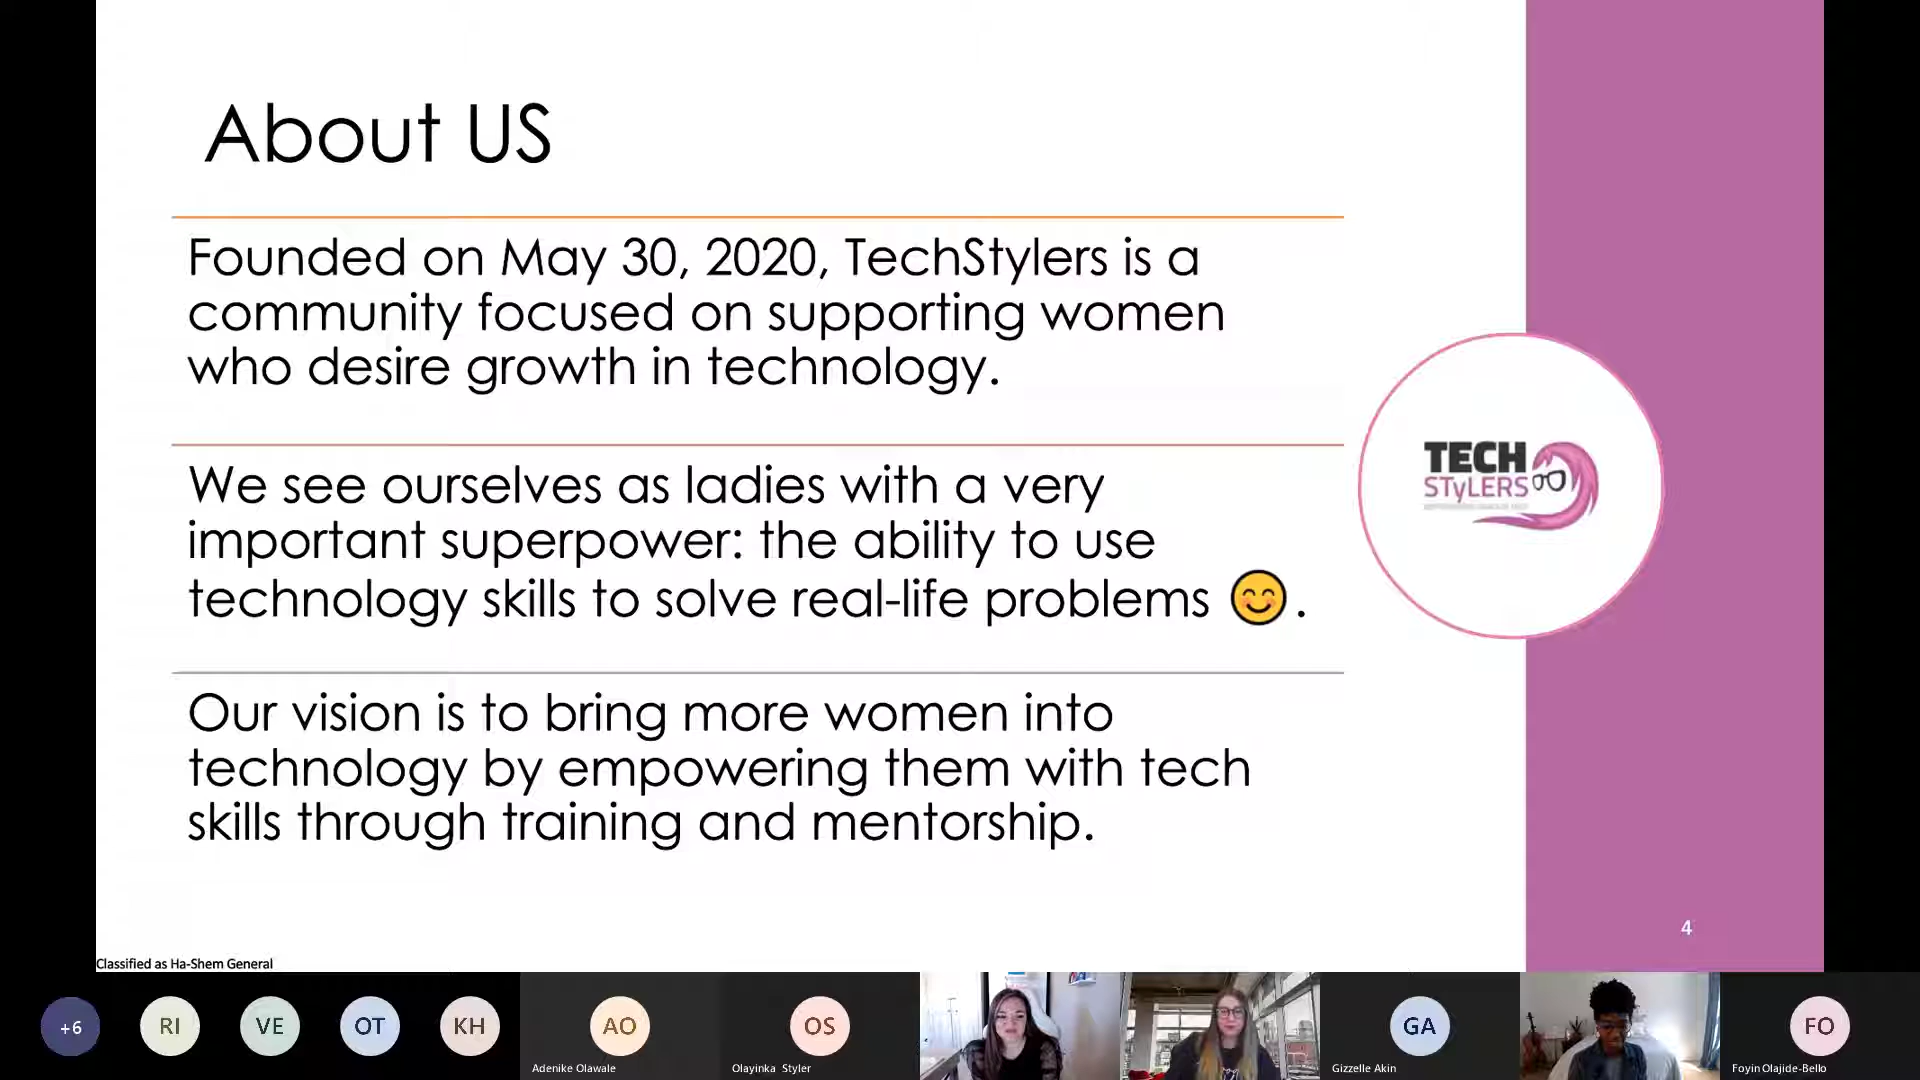 About US
Founded on May 30, 2020, TechStylers is a
community focused on supporting women
who desire growth in technology.
We see ourselves as ladies with a very
important superpower: the ability to use
technology skills to solve real-life problems 😊.
Our vision is to bring more women into
technology by empowering them with tech
skills through training and mentorship.
TECH
STyLERS
4
Classified as Ha-Shem General
+6
RI
VE
OT
KH
AO
OS
GA
FO
Adenike Olawale
Olayinka Styler
Gizzelle Akin
Foyin Olajide-Bello